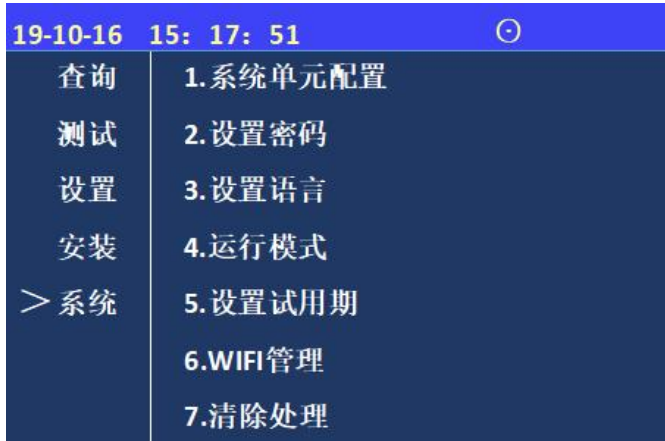 19-10-16 15：17：51
查询 1.系统单元配置
测试 2.设置密码
设置 3.设置语言
安装 4.运行模式
＞系统 5.设置试用期
6.WIFI管理
7.清除处理